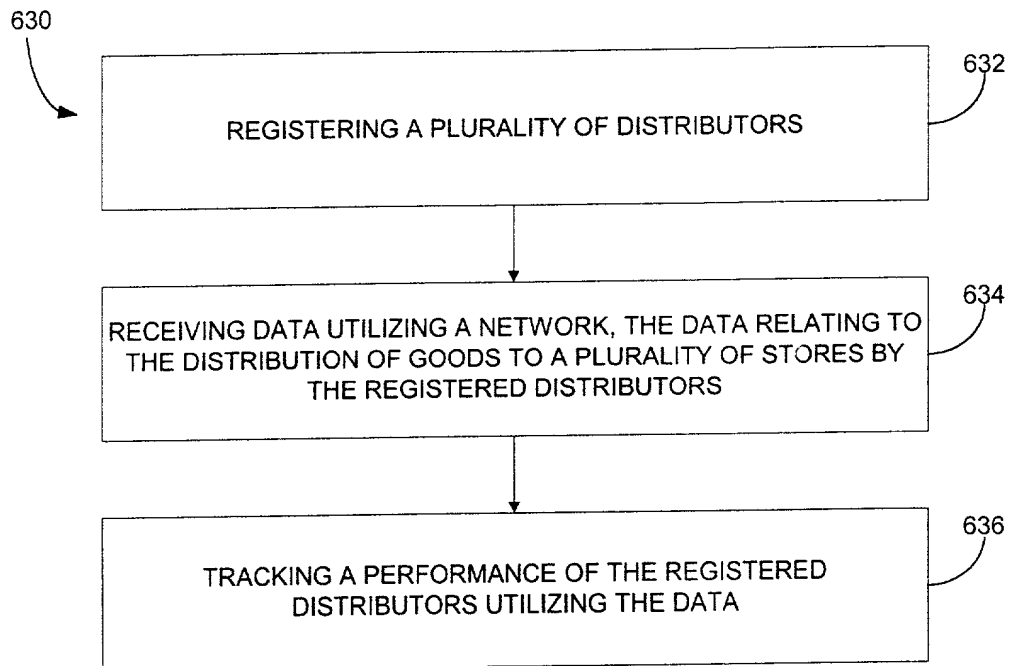 630
632
REGISTERING A PLURALITY OF DISTRIBUTORS
634
RECEIVING DATA UTILIZING A NETWORK, THE DATA RELATING TO
THE DISTRIBUTION OF GOODS TO A PLURALITY OF STORES BY
THE REGISTERED DISTRIBUTORS
636
TRACKING A PERFORMANCE OF THE REGISTERED
DISTRIBUTORS UTILIZING THE DATA